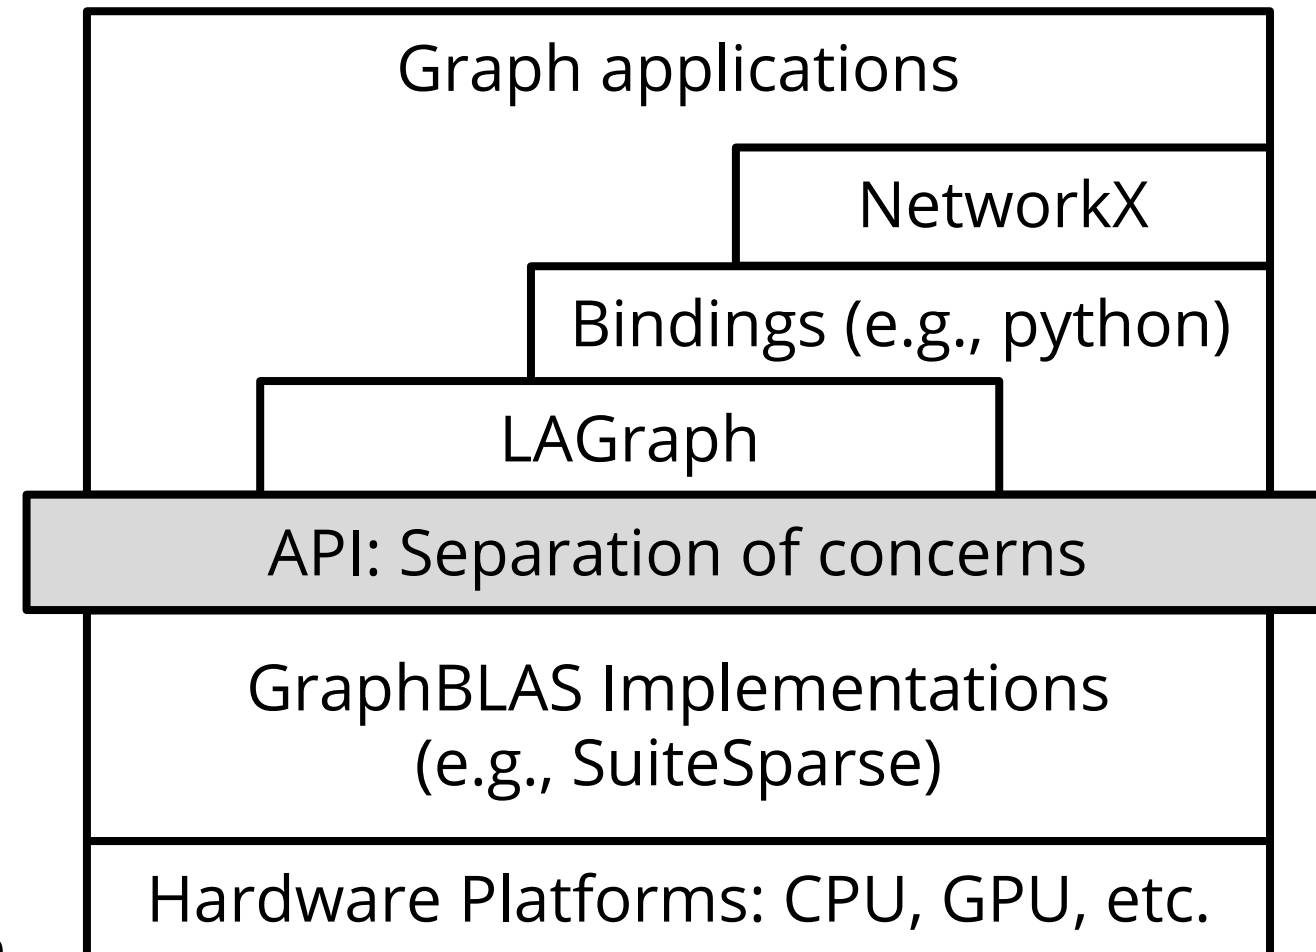 Graph applications
NetworkX
Bindings (e.g., python)
LAGraph
API: Separation of concerns
GraphBLAS Implementations
(e.g., SuiteSparse)
Hardware Platforms: CPU, GPU, etc.